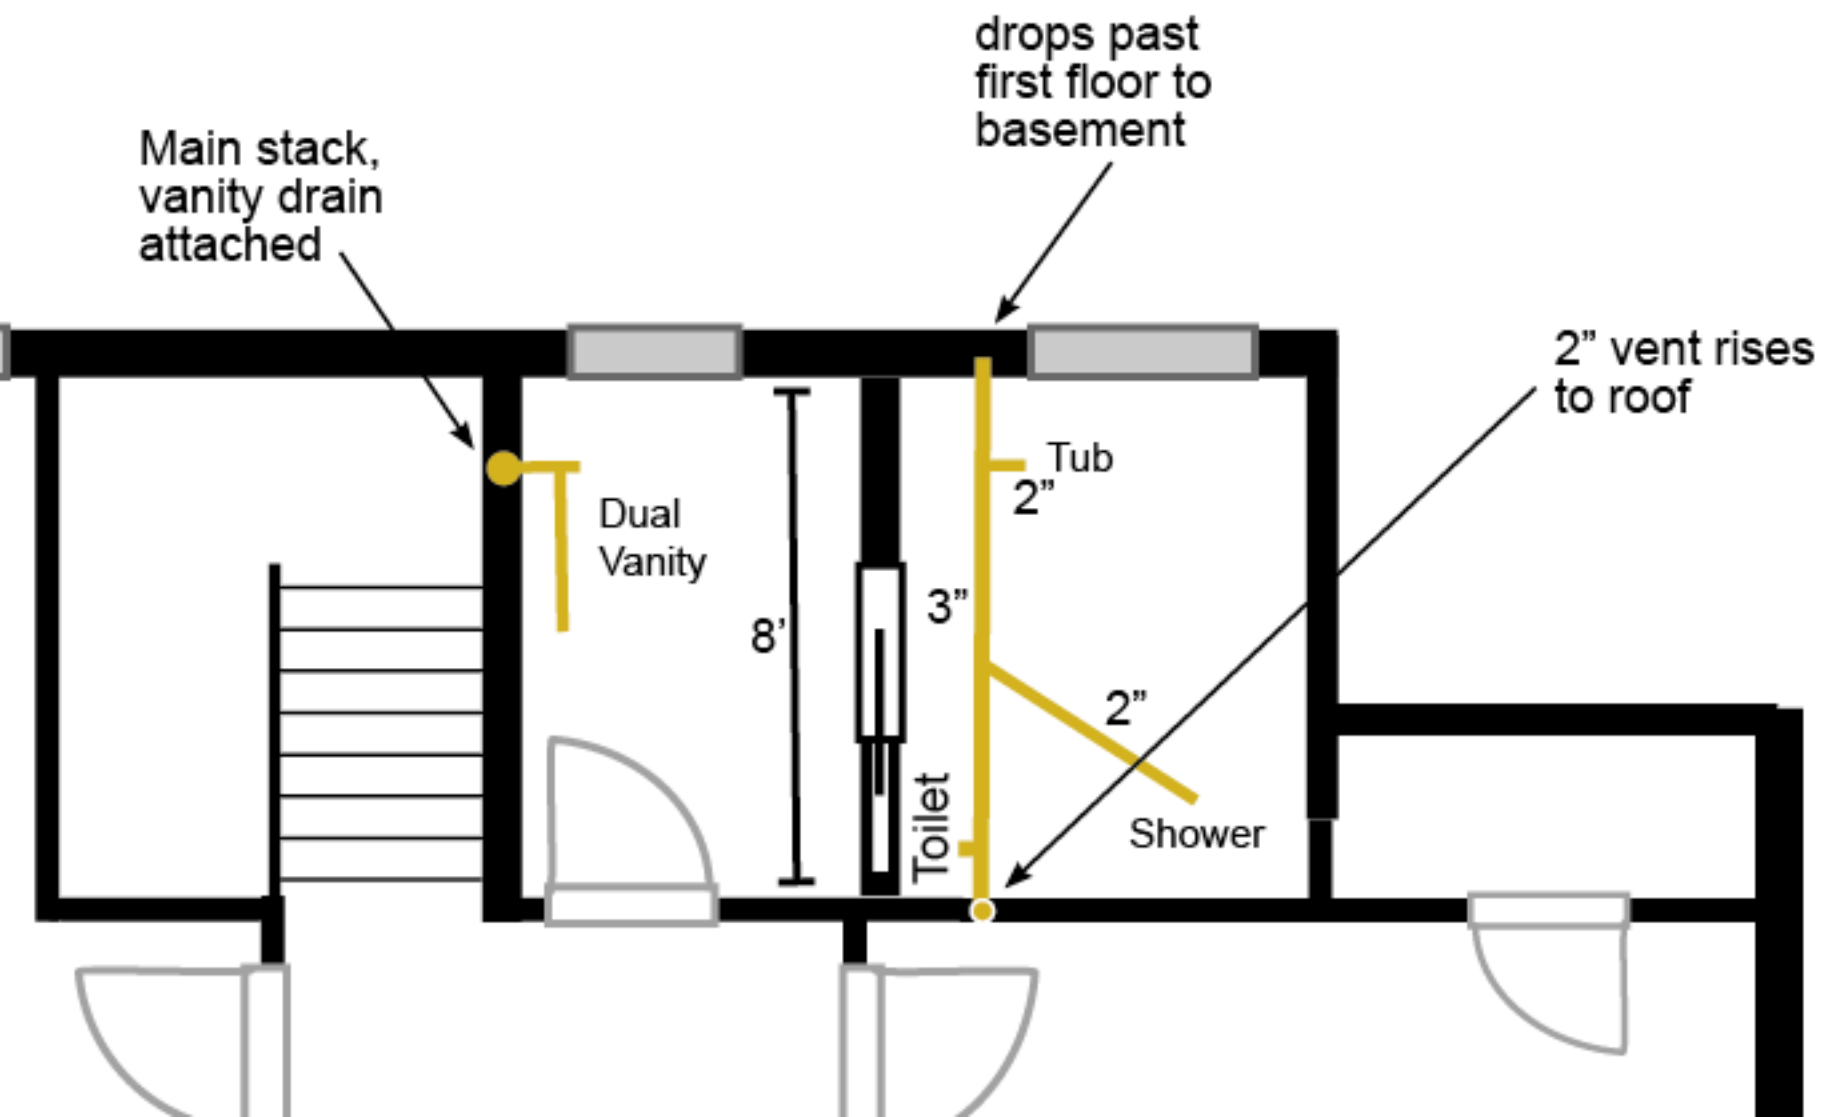 drops past
first floor to
basement
Main stack,
vanity drain
attached
2” vent rises
to roof
Tub
2”
Dual
Vanity
3”
8’
2”
Toilet
Shower